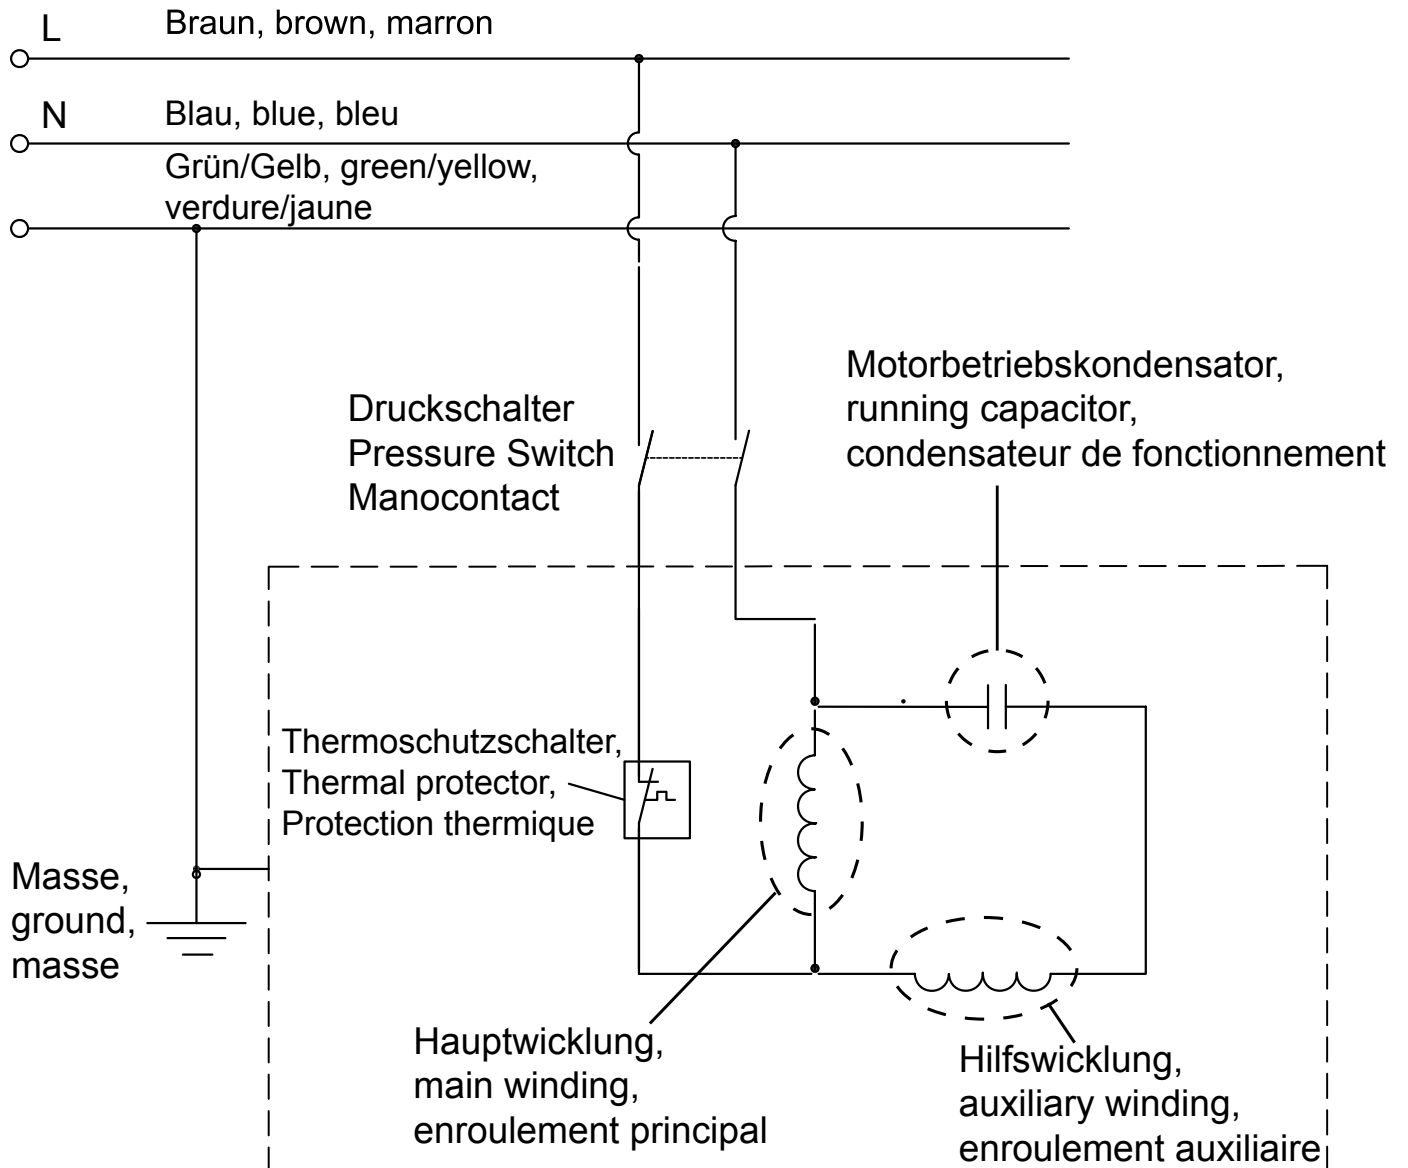 L
Braun, brown, marron
N
Blau, blue, bleu
Grün/Gelb, green/yellow,
verdure/jaune
Motorbetriebskondensator,
running capacitor,
condensateur de fonctionnement
Druckschalter
Pressure Switch
Manocontact
Thermoschutzschalter,
Thermal protector,
Protection thermique
Masse,
ground,
masse
Hauptwicklung,
main winding,
enroulement principal
Hilfswicklung,
auxiliary winding,
enroulement auxiliaire